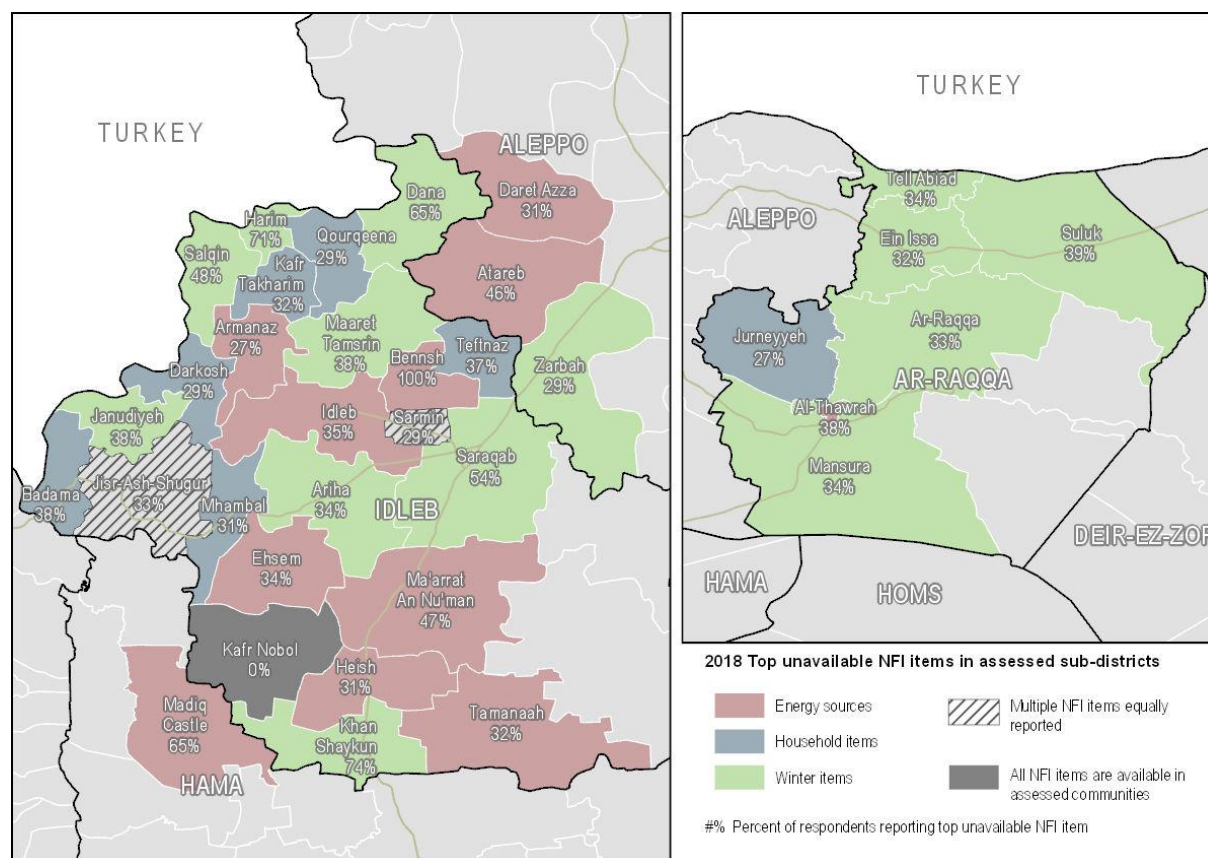 TURKEY
ALEPPO
Dana
65%
Daret Azza
31%
Harim
71%
Qourqeena
29%
Salqin
48%
Kafr
Takharim
32%
Atareb
46%
Armanaz
27%
Maaret
Tamsrin
38%
Teftnaz
37%
Bennsh
100%
Zarbah
29%
Darkosh
29%
Janudiyeh
38%
Idleb
35%
Sarmin
29%
Saraqab
54%
Jisr-Ash-Shugur
33%
Badama
38%
Mhambal
31%
Ariha
34%
IDLEB
Ehsem
34%
Ma'arrat
An Nu'man
47%
Kafr Nobol
0%
Heish
31%
Madiq
Castle
65%
Khan
Shaykun
74%
Tamanaah
32%
HAMA
TURKEY
ALEPPO
Tell Abiad
34%
Ein Issa
32%
Suluk
39%
Jurneyyeh
27%
Ar-Raqqa
33%
AR-RAQQA
Al-Thawrah
38%
Mansura
34%
DEIR-EZ-ZOR
HAMA
HOMS
2018 Top unavailable NFI items in assessed sub-districts
Energy sources
Household items
Winter items
Multiple NFI items equally
reported
All NFI items are available in
assessed communities
#% Percent of respondents reporting top unavailable NFI item